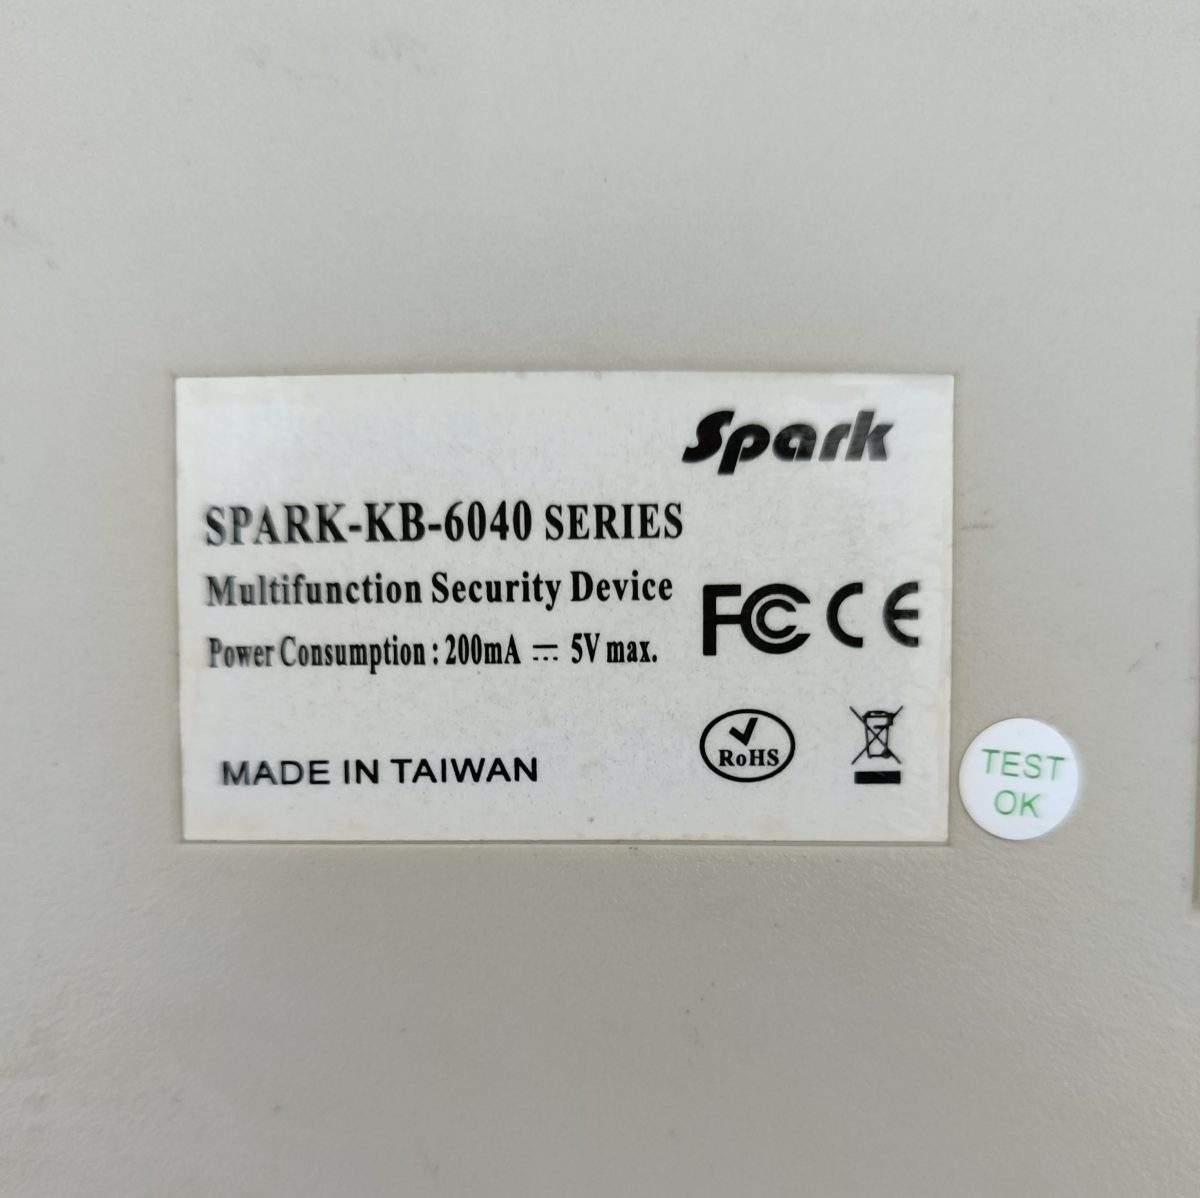 Spark
SPARK-KB-6040 SERIES
Multifunction Security Device
Power Consumption : 200mA ⎓ 5V max.
FCC CE
RoHS
MADE IN TAIWAN
TEST
OK